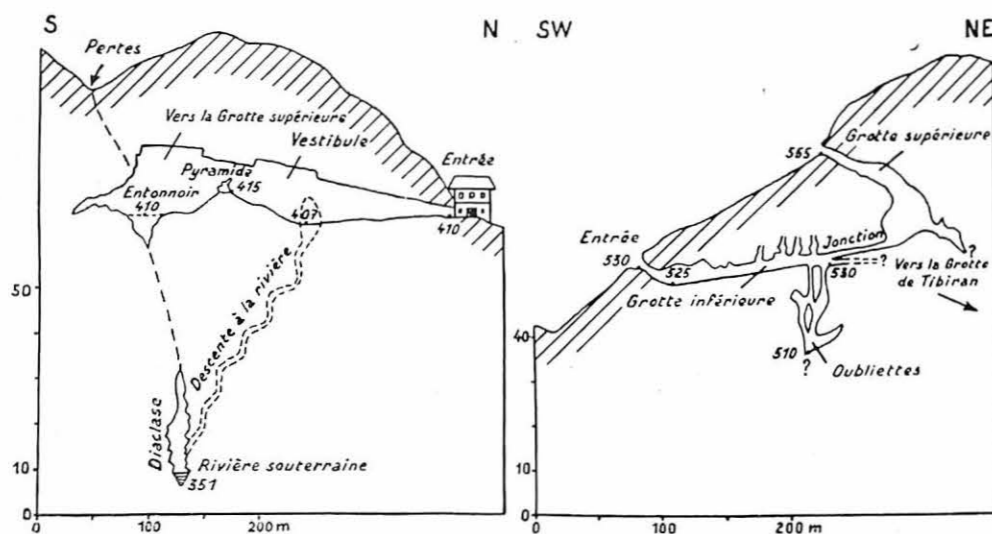 S
N
Pertes
Vers la Grotte supérieure
Vestibule
Pyramide
415
Entrée
Entonnoir
410
407
410
50
Descente à la rivière
Diaclase
10
Rivière souterraine
351
0
0
100
200 m
SW
NE
Grotte supérieure
565
Entrée
530
525
Jonction
?
?
530
Vers la Grotte
de Tibiran
Grotte inférieure
40
510
?
Oubliettes
0
0
100
200 m